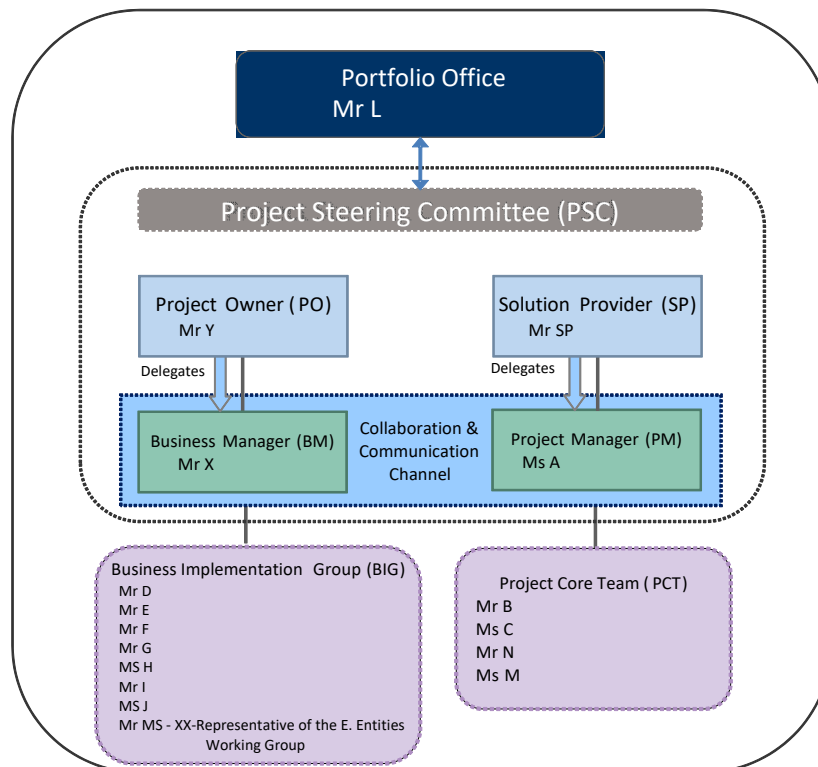 Portfolio Office
Mr L
Project Steering Committee (PSC)
Project Owner ( PO)
Mr Y
Solution Provider (SP)
Mr SP
Delegates
Delegates
Business Manager (BM)
Mr X
Collaboration &
Communication
Channel
Project Manager (PM)
Ms A
Business Implementation Group (BIG)
Mr D
Mr E
Mr F
Mr G
MS H
Mr I
MS J
Mr MS - XX-Representative of the E. Entities
Working Group
Project Core Team ( PCT)
Mr B
Ms C
Mr N
Ms M